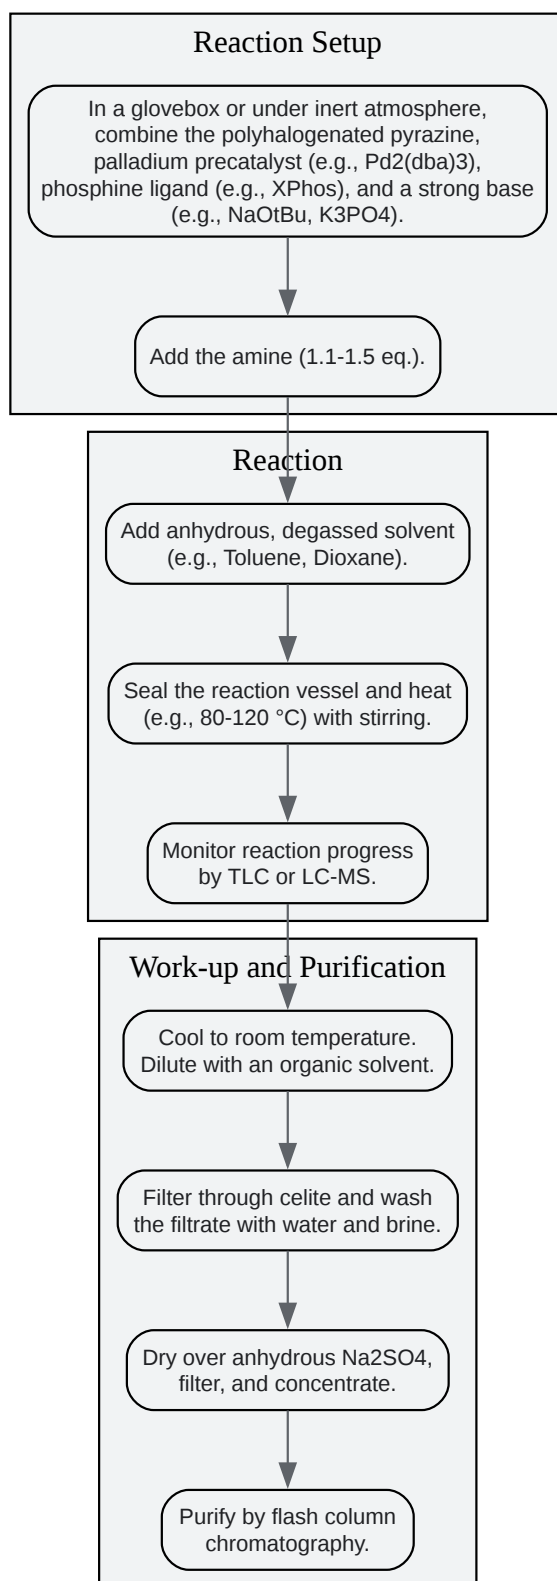 Reaction Setup
In a glovebox or under inert atmosphere,
combine the polyhalogenated pyrazine,
palladium precatalyst (e.g., Pd2(dba)3),
phosphine ligand (e.g., XPhos), and a strong base
(e.g., NaOtBu, K3PO4).
Add the amine (1.1-1.5 eq.).
Reaction
Add anhydrous, degassed solvent
(e.g., Toluene, Dioxane).
Seal the reaction vessel and heat
(e.g., 80-120 °C) with stirring.
Monitor reaction progress
by TLC or LC-MS.
Work-up and Purification
Cool to room temperature.
Dilute with an organic solvent.
Filter through celite and wash
the filtrate with water and brine.
Dry over anhydrous Na2SO4,
filter, and concentrate.
Purify by flash column
chromatography.